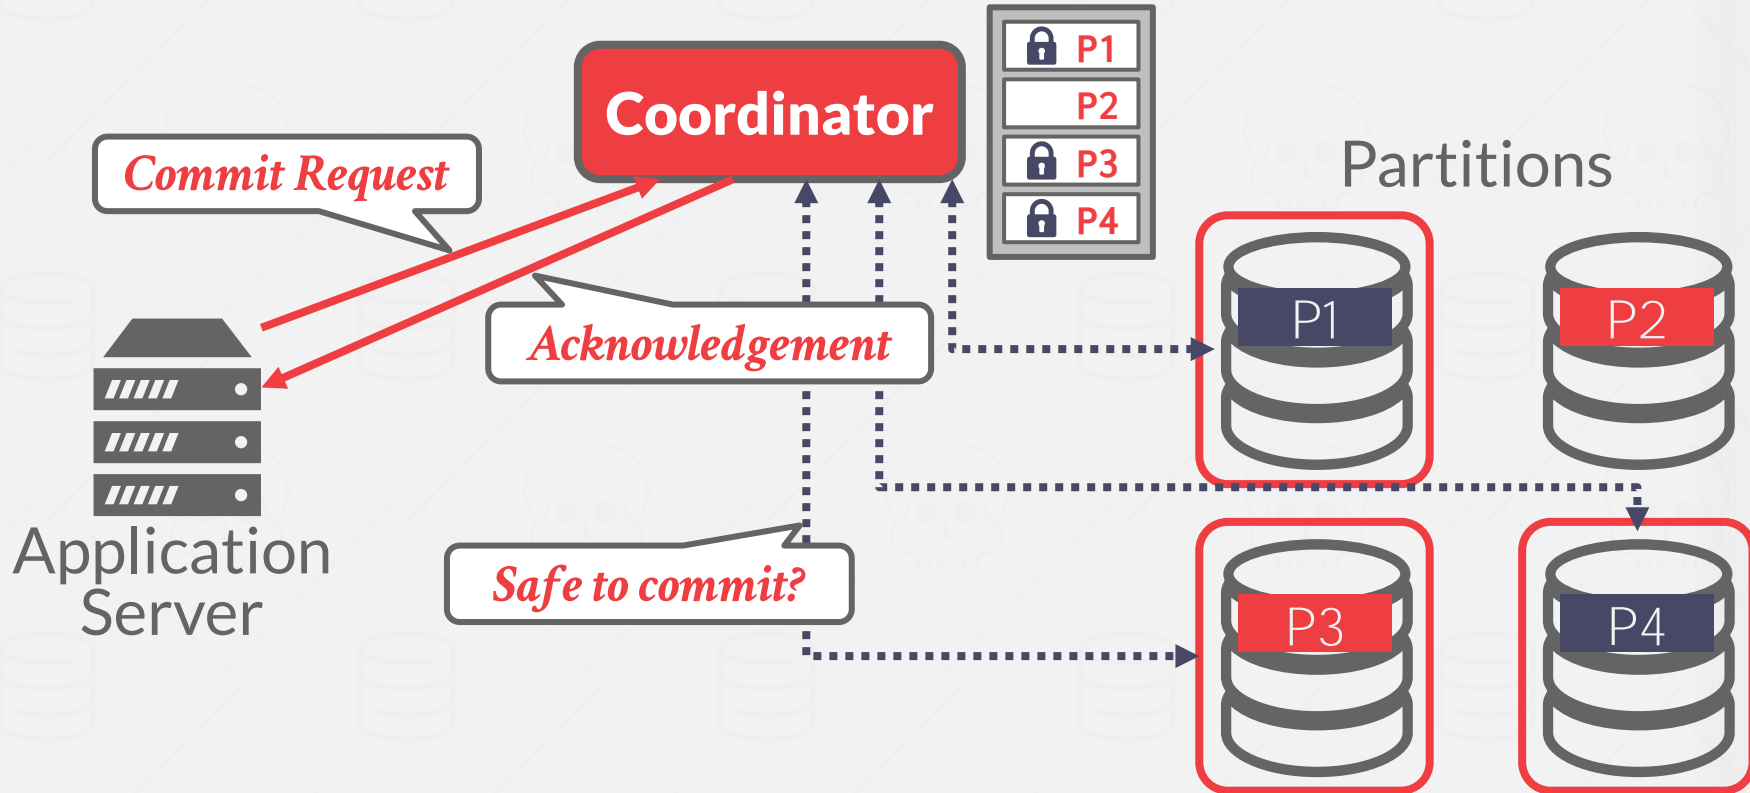 Coordinator
P1
P2
P3
P4
Commit Request
Partitions
Acknowledgement
P1
P2
Application
Server
Safe to commit?
P3
P4